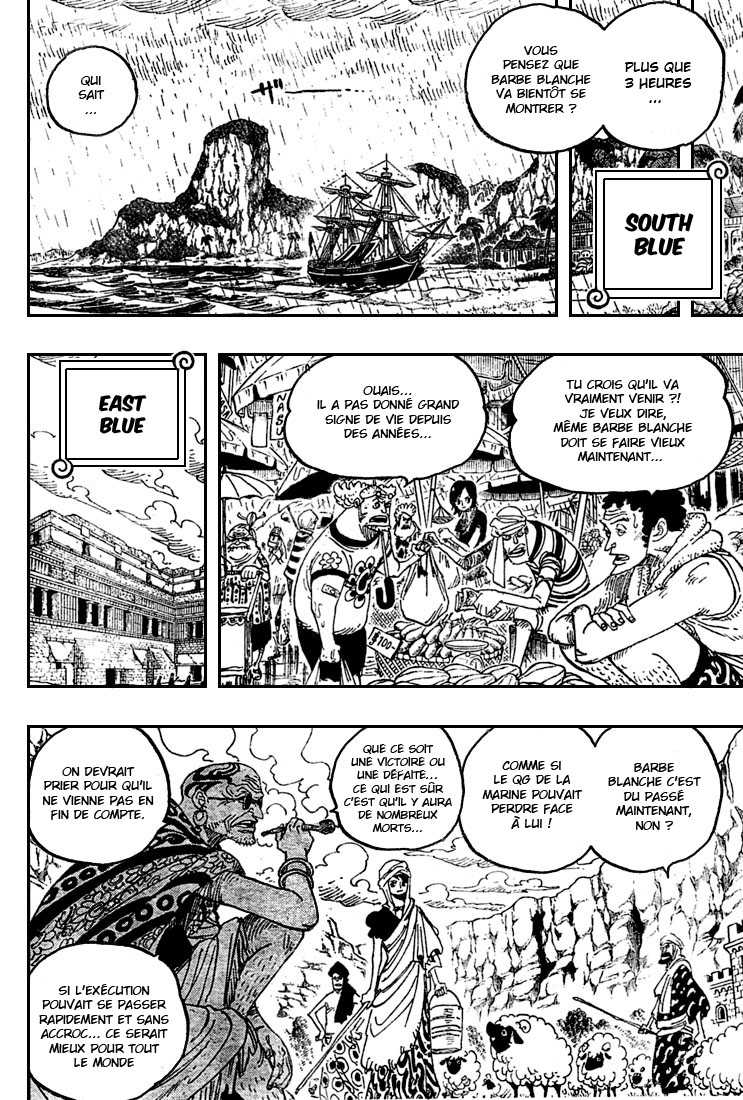 PLUS QUE
3 HEURES
...
VOUS
PENSEZ QUE
BARBE BLANCHE
VA BIENTÔT SE
MONTRER ?
QUI
SAIT
...
SOUTH
BLUE
EAST
BLUE
TU CROIS QU'IL VA
VRAIMENT VENIR ?!
JE VEUX DIRE,
MÊME BARBE BLANCHE
DOIT SE FAIRE VIEUX
MAINTENANT...
OUAIS...
IL A PAS DONNÉ GRAND
SIGNE DE VIE DEPUIS
DES ANNÉES...
NASU
BARBE
BLANCHE C'EST
DU PASSÉ
MAINTENANT,
NON ?
COMME SI
LE QG DE LA
MARINE POUVAIT
PERDRE FACE
À LUI !
QUE CE SOIT
UNE VICTOIRE OU
UNE DÉFAITE...
CE QUI EST SÛR
C'EST QU'IL Y AURA
DE NOMBREUX
MORTS...
ON DEVRAIT
PRIER POUR QU'IL
NE VIENNE PAS EN
FIN DE COMPTE.
SI L'EXÉCUTION
POUVAIT SE PASSER
RAPIDEMENT ET SANS
ACCROC... CE SERAIT
MIEUX POUR TOUT
LE MONDE